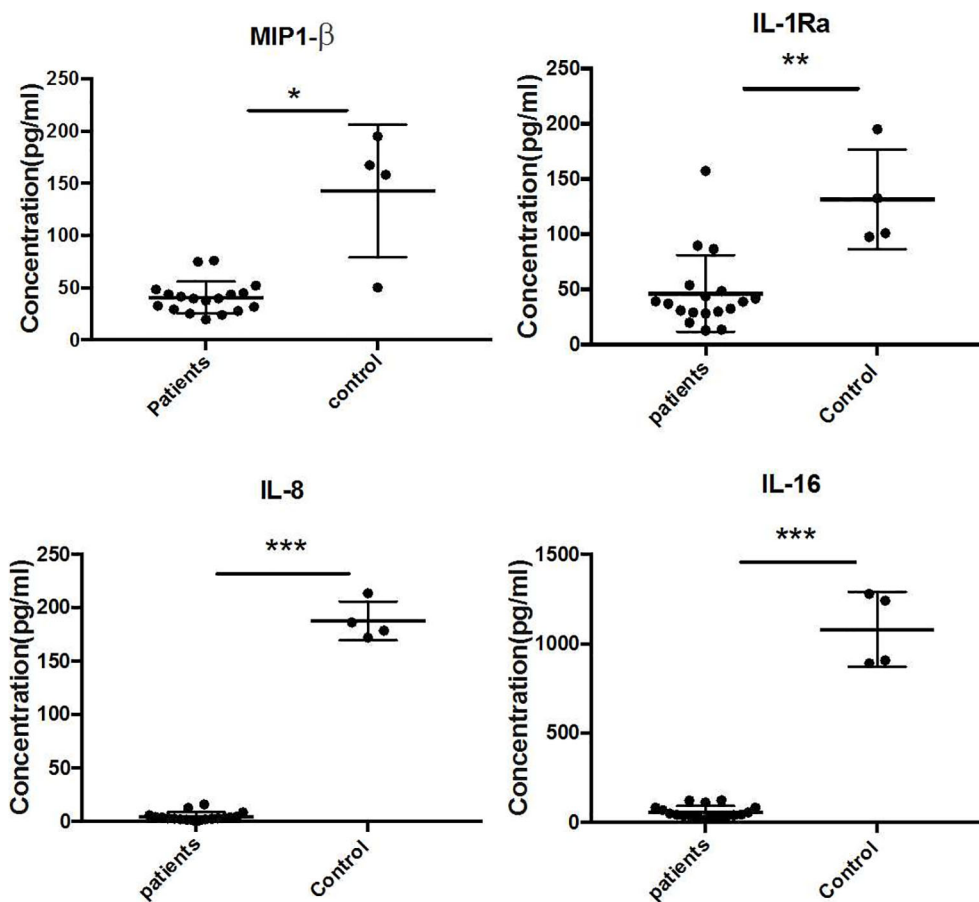 MIP1-β
Concentration(pg/ml)
250
200
150
100
50
0
*
Patients
control
IL-1Ra
Concentration(pg/ml)
250
200
150
100
50
0
**
patients
Control
IL-8
Concentration(pg/ml)
250
200
150
100
50
0
***
patients
Control
IL-16
Concentration(pg/ml)
1500
1000
500
0
***
patients
Control